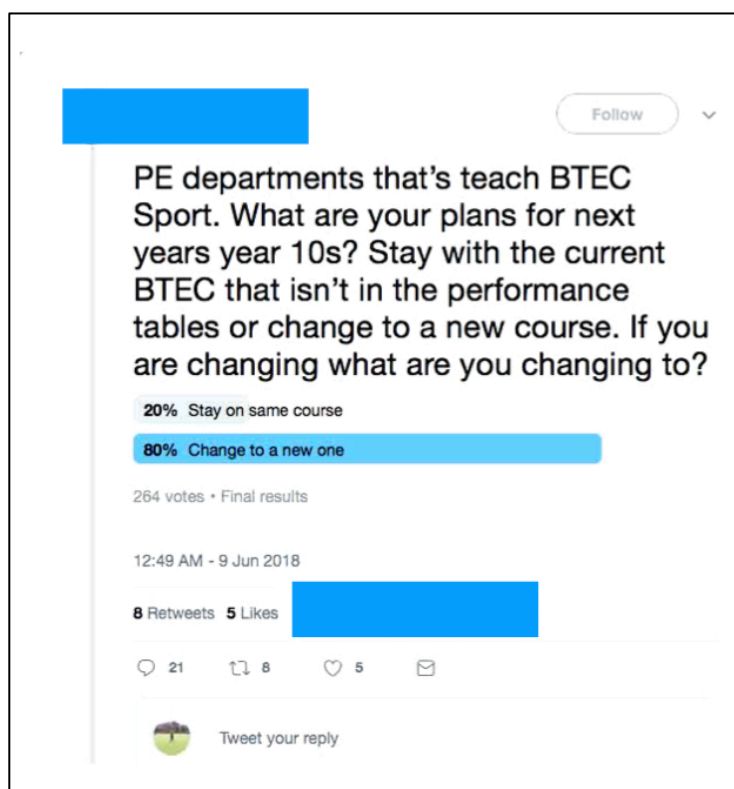 Follow
PE departments that's teach BTEC
Sport. What are your plans for next
years year 10s? Stay with the current
BTEC that isn't in the performance
tables or change to a new course. If you
are changing what are you changing to?
20% Stay on same course
80% Change to a new one
264 votes • Final results
12:49 AM - 9 Jun 2018
8 Retweets 5 Likes
21 8 5
Tweet your reply